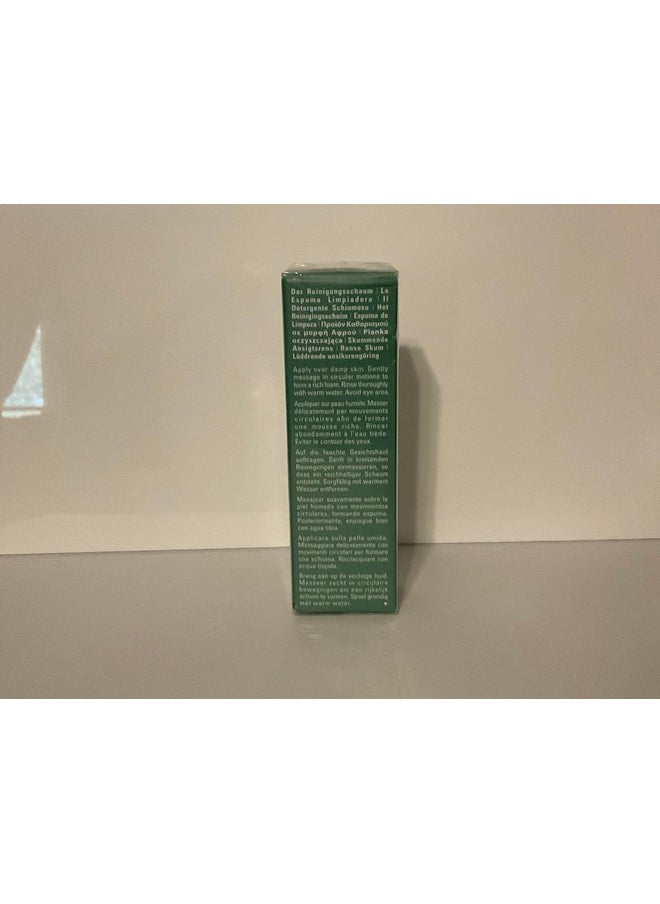 Der Reinigungsschaum | La
Espuma Limpiadora | Il
Detergente Schiumoso | Het
Reinigingsschuim | Espuma de
Limpeza | Προϊόν Καθαρισμού
σε μορφή Αφρού | Pianka
oczyszczająca | Skummende
Ansigtsrens | Rense Skum |
Löddrande ansiktsrengöring
Apply over damp skin. Gently
massage in circular motions to
form a rich foam. Rinse thoroughly
with warm water. Avoid eye area.
Appliquer sur peau humide. Masser
délicatement par mouvements
circulaires afin de former
une mousse riche. Rincer
abondamment à l'eau tiède.
Eviter le contour des yeux.
Auf die feuchte Gesichtshaut
auftragen. Sanft in kreisenden
Bewegungen einmassieren, so
dass ein reichhaltiger Schaum
entsteht. Sorgfältig mit warmem
Wasser entfernen.
Masajear suavemente sobre la
piel húmeda con movimientos
circulares, formando espuma.
Posteriormente, enjuague bien
con agua tibia.
Applicare sulla pelle umida.
Massaggiare delicatamente con
movimenti circolari per formare
una schiuma. Risciacquare con
acqua tiepida.
Breng aan op de vochtige huid.
Masseer zacht in circulaire
bewegingen om een rijkelijk
schuim te vormen. Spoel grondig
met warm water.